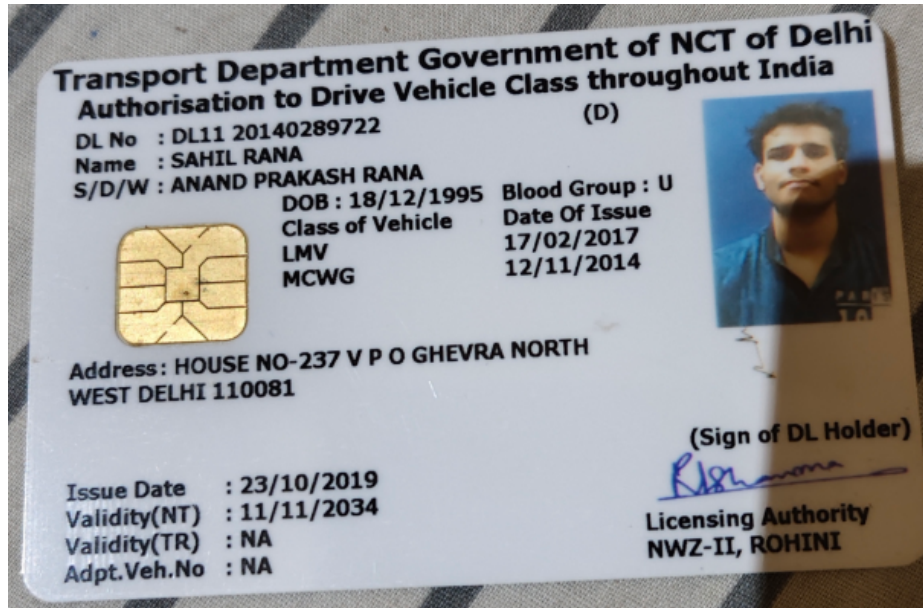 Transport Department Government of NCT of Delhi
Authorisation to Drive Vehicle Class throughout India
DL No : DL11 20140289722 (D)
Name : SAHIL RANA
S/D/W : ANAND PRAKASH RANA
DOB : 18/12/1995 Blood Group : U
Class of Vehicle Date Of Issue
LMV 17/02/2017
MCWG 12/11/2014
Address : HOUSE NO-237 V P O GHEVRA NORTH
WEST DELHI 110081
(Sign of DL Holder)
Issue Date : 23/10/2019
Validity(NT) : 11/11/2034
Validity(TR) : NA
Adpt.Veh.No : NA
Licensing Authority
NWZ-II, ROHINI